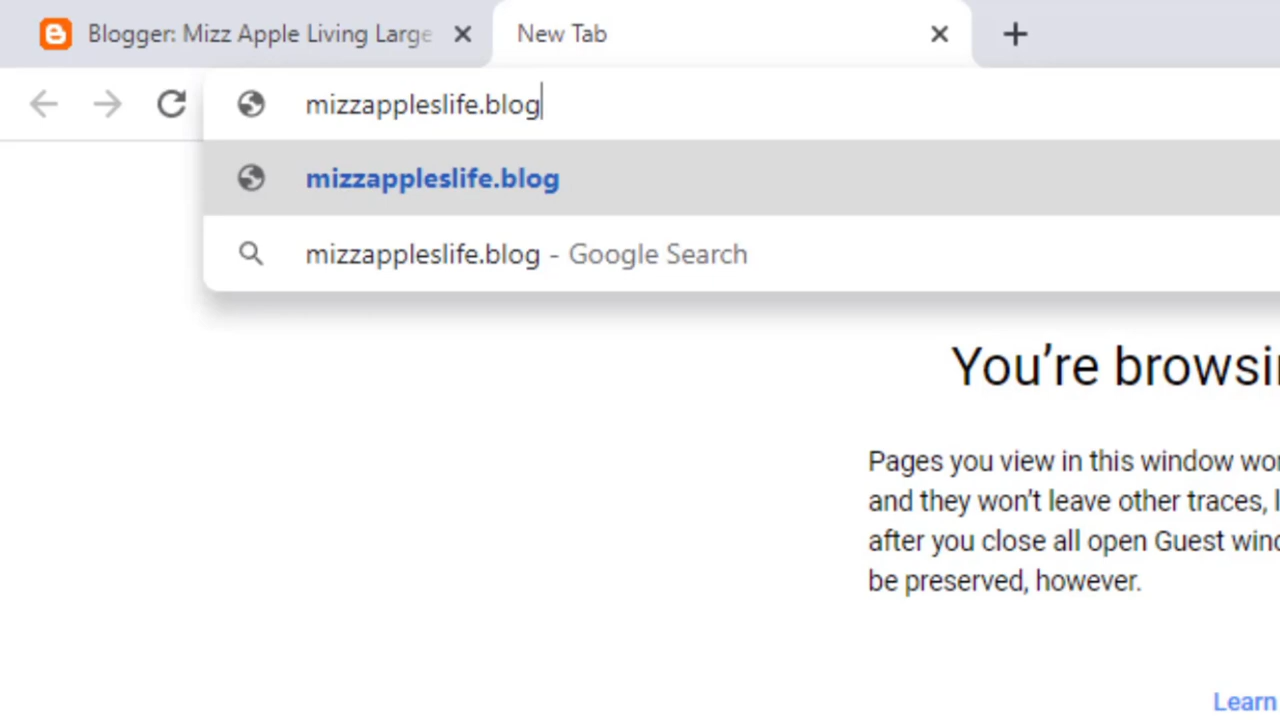 Blogger: Mizz Apple Living Large
New Tab
mizzappleslife.blog
mizzappleslife.blog
mizzappleslife.blog - Google Search
You’re browsi
Pages you view in this window wo
and they won’t leave other traces, l
after you close all open Guest wind
be preserved, however.
Learn